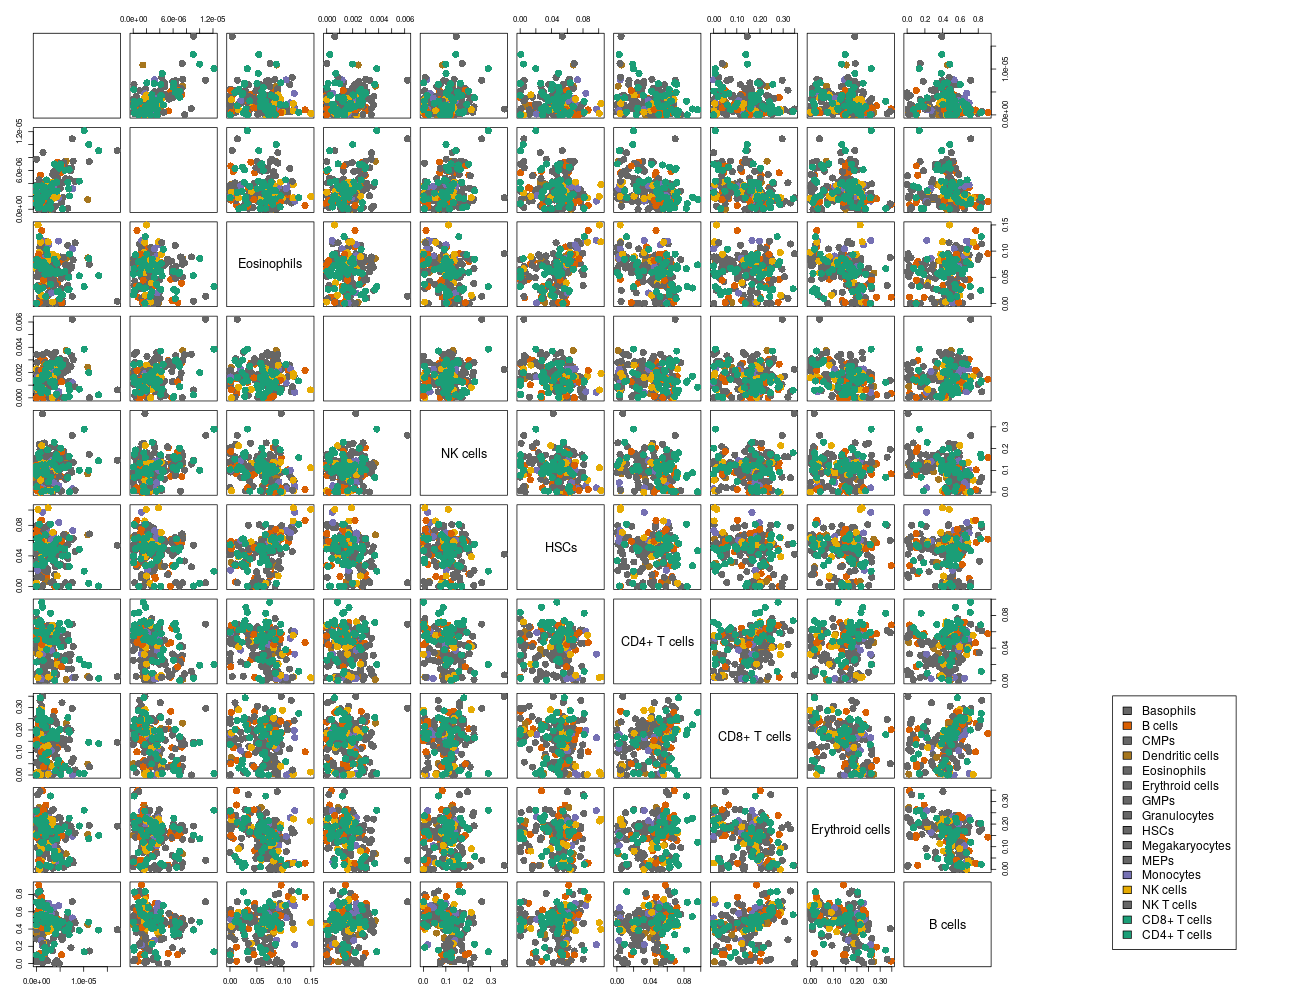 0.0e+00 6.0e-06 1.2e-05 0.000 0.002 0.004 0.006 0.00 0.04 0.08 0.00 0.10 0.20 0.30 0.0 0.2 0.4 0.6 0.8
0.0e+00 1.0e-05
0.0e+00 6.0e-06 1.2e-05
Eosinophils
0.00 0.05 0.10 0.15
0.000 0.002 0.004 0.006
NK cells
0.0 0.1 0.2 0.3
0.00 0.04 0.08
HSCs
CD4+ T cells
0.00 0.04 0.08
0.00 0.10 0.20 0.30
CD8+ T cells
Erythroid cells
0.00 0.10 0.20 0.30
0.0 0.2 0.4 0.6 0.8
B cells
0.0e+00 1.0e-05 0.00 0.05 0.10 0.15 0.0 0.1 0.2 0.3 0.00 0.04 0.08 0.00 0.10 0.20 0.30
Basophils
B cells
CMPs
Dendritic cells
Eosinophils
Erythroid cells
GMPs
Granulocytes
HSCs
Megakaryocytes
MEPs
Monocytes
NK cells
NK T cells
CD8+ T cells
CD4+ T cells